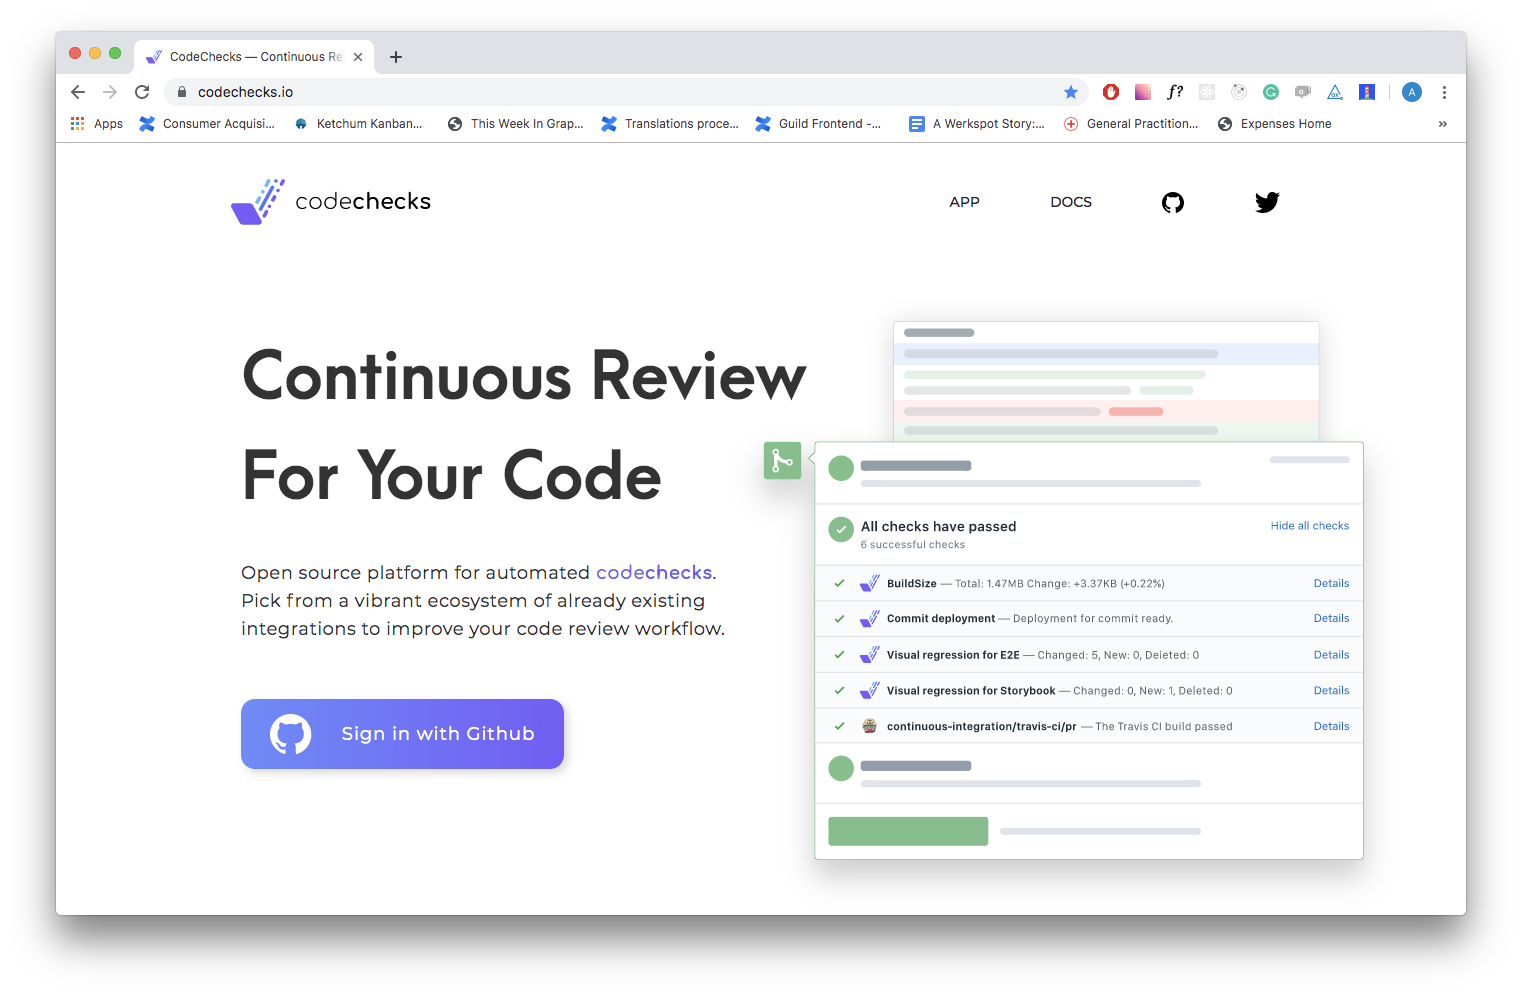 CodeChecks — Continuous Re
codechecks.io
f?
A
Apps
Consumer Acquisi...
Ketchum Kanban...
This Week In Grap...
Translations proce...
Guild Frontend -...
A Werkspot Story:...
General Practition...
Expenses Home
»
codechecks
APP
DOCS
Continuous Review
For Your Code
Open source platform for automated codechecks.
Pick from a vibrant ecosystem of already existing
integrations to improve your code review workflow.
Sign in with Github
All checks have passed
Hide all checks
6 successful checks
BuildSize — Total: 1.47MB Change: +3.37KB (+0.22%) Details
Commit deployment — Deployment for commit ready. Details
Visual regression for E2E — Changed: 5, New: 0, Deleted: 0 Details
Visual regression for Storybook — Changed: 0, New: 1, Deleted: 0 Details
continuous-integration/travis-ci/pr — The Travis CI build passed Details